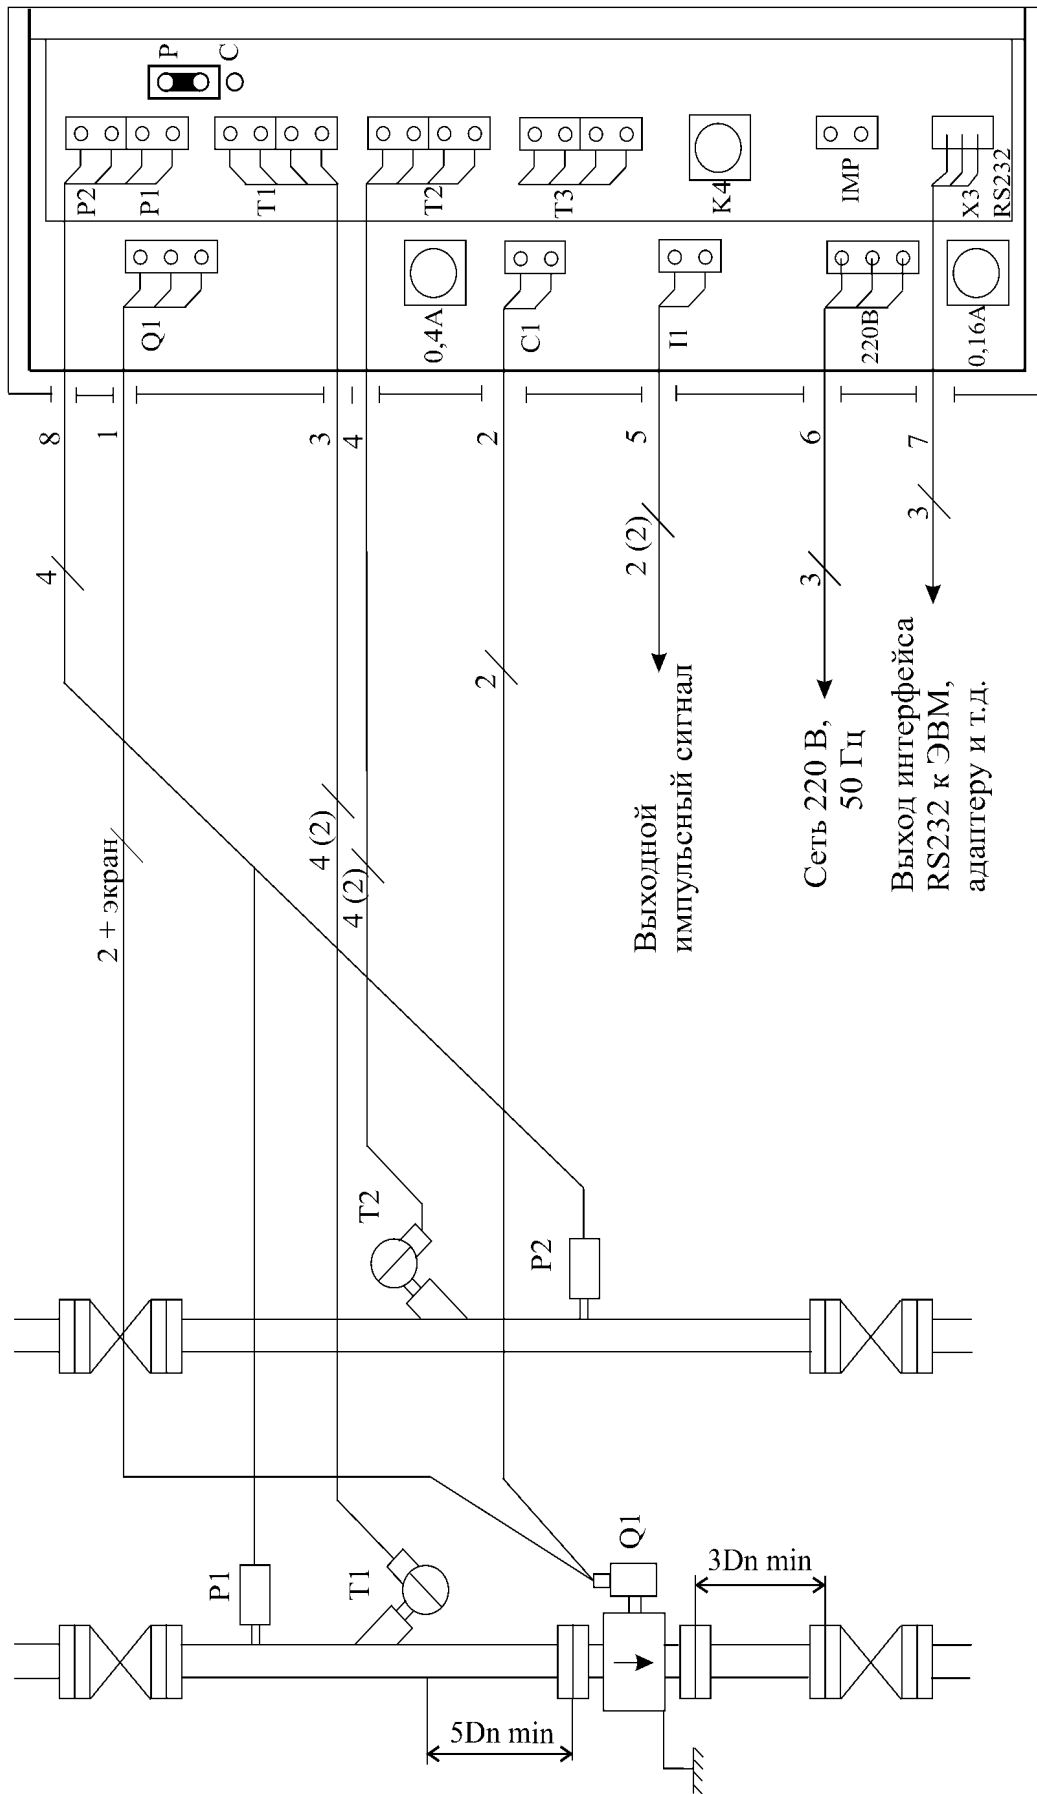 P C
P2 P1 T1 T2 T3 K4 IMP X3 RS232
Q1 0,4A C1 I1 220В 0,16A
8 1 3 4 2 5 6 7
4
2 + экран
4 (2)
4 (2)
2
2 (2)
3
3
Выходной
импульсный сигнал
Сеть 220 В,
50 Гц
Выход интерфейса
RS232 к ЭВМ,
адаптеру и т.д.
T2
P2
P1
T1
Q1
5Dn min
3Dn min